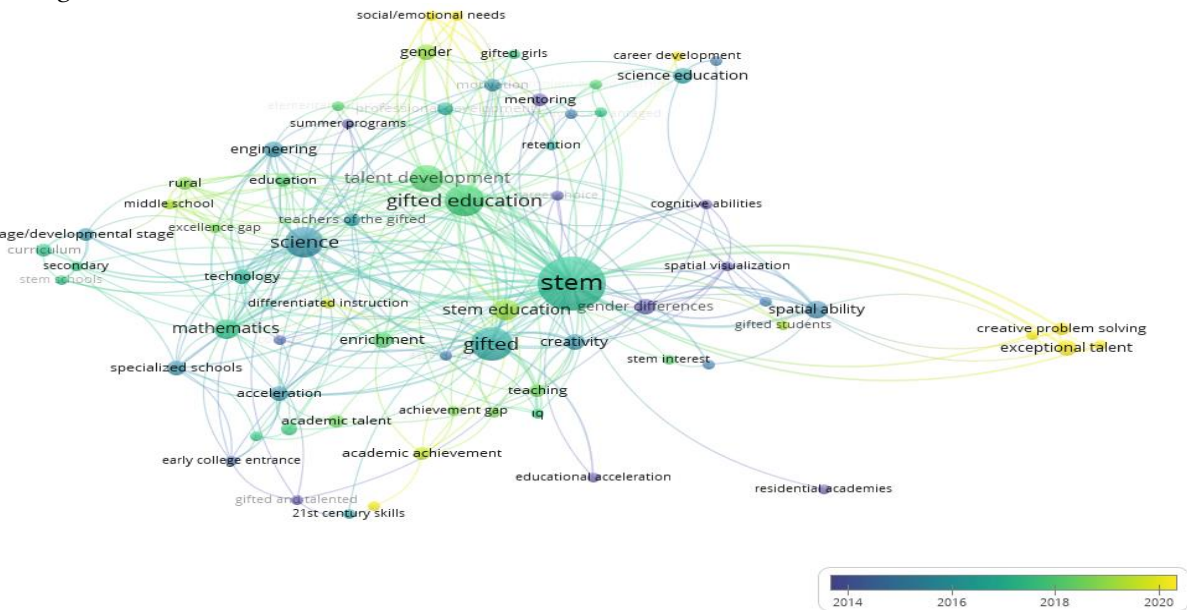 social/emotional needs
gender
gifted girls
career development
science education
motivation
mentoring
professional development
summer programs
retention
engineering
rural
education
talent development
middle school
gifted education
career choice
cognitive abilities
excellence gap
teachers of the gifted
age/developmental stage
science
curriculum
secondary
stem schools
technology
spatial visualization
stem
differentiated instruction
stem education
gender differences
spatial ability
gifted students
mathematics
enrichment
gifted
creativity
creative problem solving
exceptional talent
specialized schools
stem interest
acceleration
teaching
achievement gap
iq
academic talent
early college entrance
academic achievement
educational acceleration
residential academies
gifted and talented
21st century skills
2014 2016 2018 2020